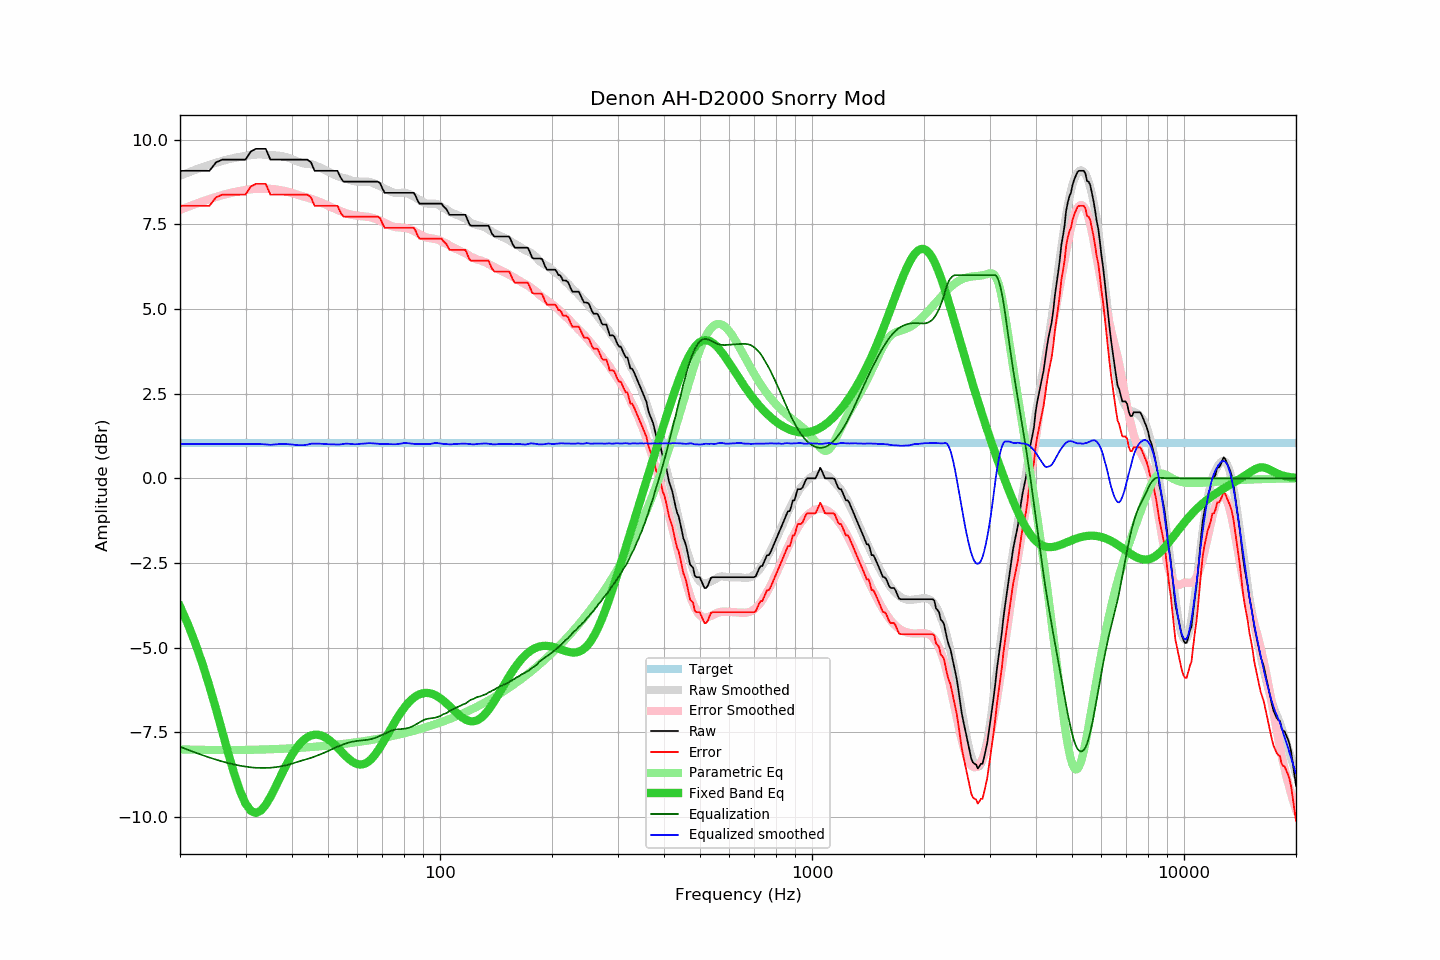 Denon AH-D2000 Snorry Mod
10.0
7.5
5.0
2.5
0.0
−2.5
−5.0
−7.5
−10.0
Amplitude (dBr)
Target
Raw Smoothed
Error Smoothed
Raw
Error
Parametric Eq
Fixed Band Eq
Equalization
Equalized smoothed
100
1000
10000
Frequency (Hz)